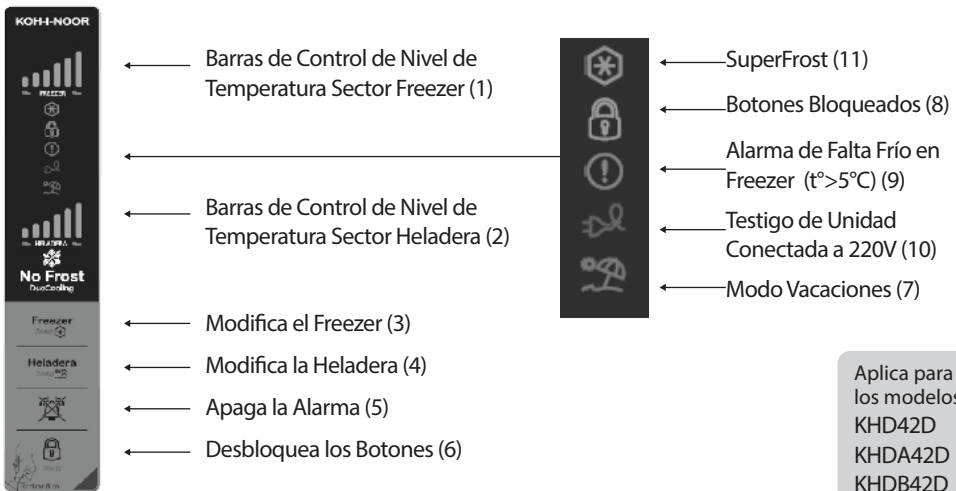 KOH-I-NOOR
FREEZER
HELADERA
No Frost
DuoCooling
Freezer
Heladera
Barras de Control de Nivel de
Temperatura Sector Freezer (1)
Barras de Control de Nivel de
Temperatura Sector Heladera (2)
Modifica el Freezer (3)
Modifica la Heladera (4)
Apaga la Alarma (5)
Desbloquea los Botones (6)
SuperFrost (11)
Botones Bloqueados (8)
Alarma de Falta Frío en
Freezer (t°>5°C) (9)
Testigo de Unidad
Conectada a 220V (10)
Modo Vacaciones (7)
Aplica para
los modelos
KHD42D
KHDA42D
KHDB42D